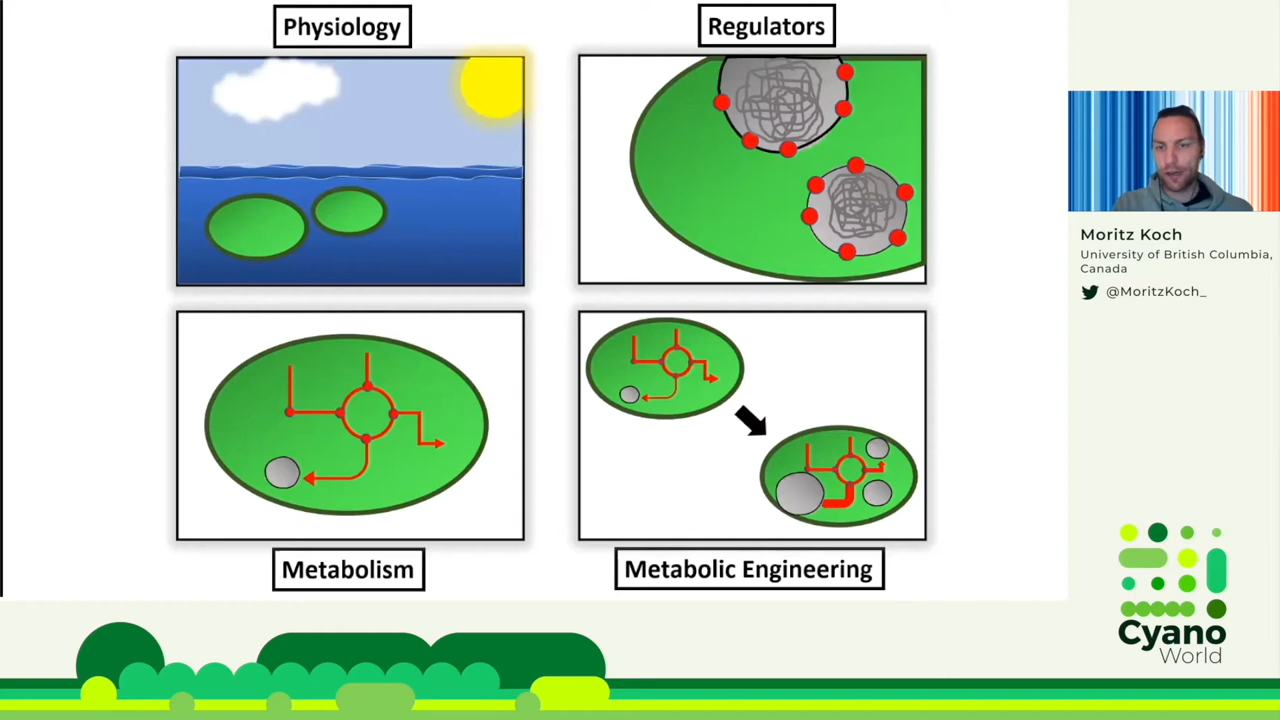 Physiology
Regulators
Metabolism
Metabolic Engineering
Moritz Koch
University of British Columbia,
Canada
@MoritzKoch_
Cyano
World